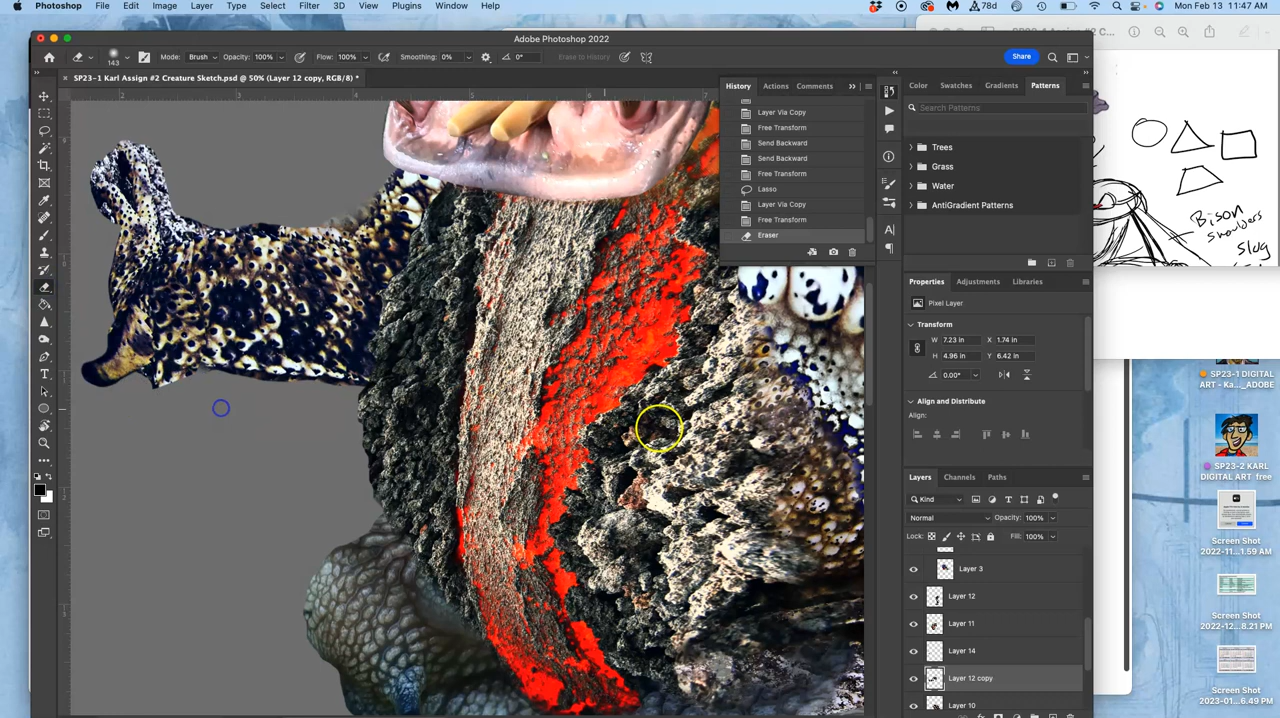 Photoshop File Edit Image Layer Type Select Filter 3D View Plugins Window Help 78d Mon Feb 13 11:47 AM
Adobe Photoshop 2022
143 Mode: Brush Opacity: 100% Flow: 100% Smoothing: 0% 0° Erase to History Share
SP23-1 Karl Assign #2 Creature Sketch.psd @ 50% (Layer 12 copy, RGB/8) *
2 3 5 6 7
History Actions Comments
Layer Via Copy
Free Transform
Send Backward
Send Backward
Free Transform
Lasso
Layer Via Copy
Free Transform
Eraser
Color Swatches Gradients Patterns
Search Patterns
Trees
Grass
Water
AntiGradient Patterns
Properties Adjustments Libraries
Pixel Layer
Transform
W: 7.23 in X: 1.74 in
H: 4.96 in Y: 6.42 in
0.00°
Align and Distribute
Align:
Layers Channels Paths
Kind
Normal Opacity: 100%
Lock: Fill: 100%
Layer 3
Layer 12
Layer 11
Layer 14
Layer 12 copy
Layer 10
Bison
shoulders
Slug
SP23-1 DIGITAL
ART - Ka..._ADOBE
SP23-2 KARL
DIGITAL ART free
Screen Shot
2022-11...1.59 AM
Screen Shot
2022-12...8.21 PM
Screen Shot
2023-01...6.49 PM